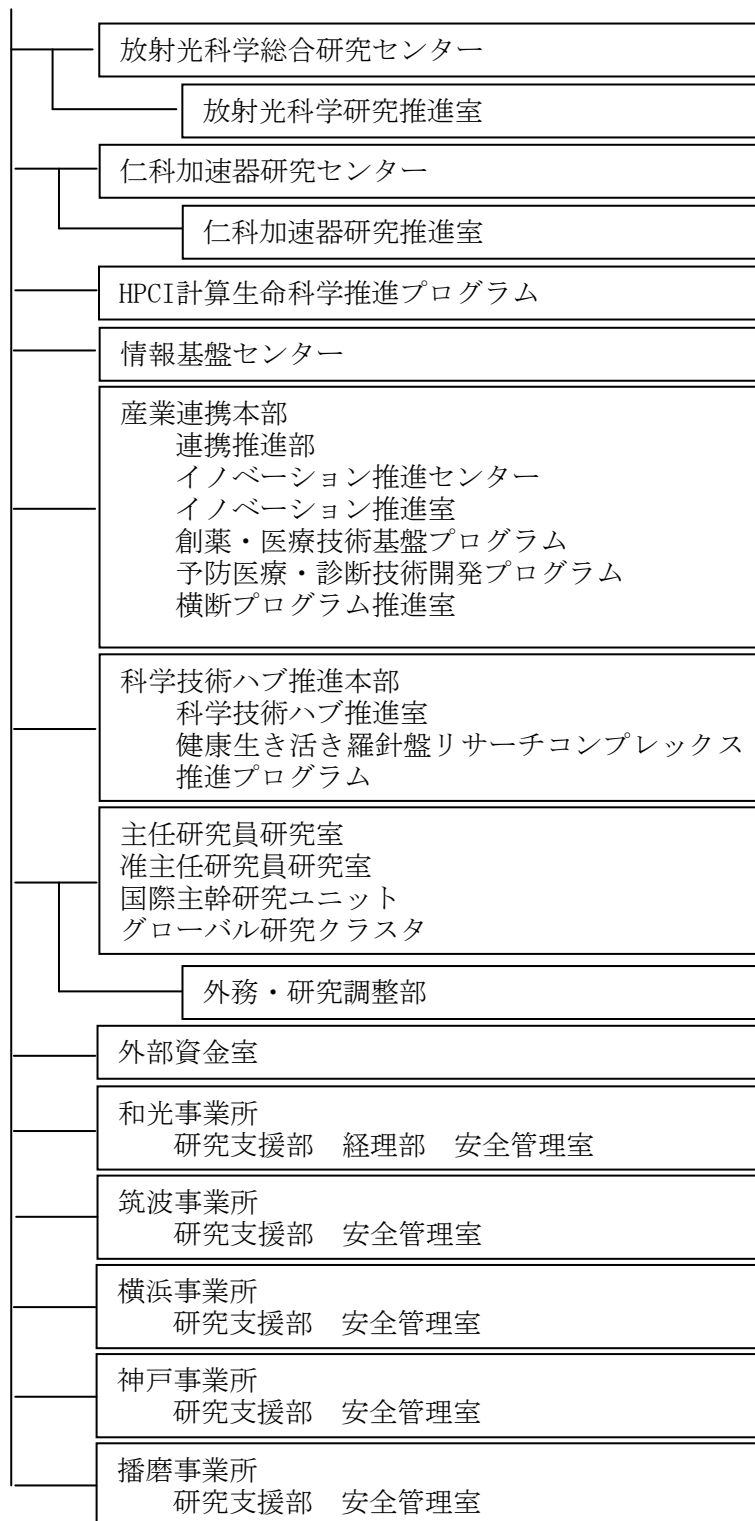 放射光科学総合研究センター
放射光科学研究推進室
仁科加速器研究センター
仁科加速器研究推進室
HPCI計算生命科学推進プログラム
情報基盤センター
産業連携本部
連携推進部
イノベーション推進センター
イノベーション推進室
創薬・医療技術基盤プログラム
予防医療・診断技術開発プログラム
横断プログラム推進室
科学技術ハブ推進本部
科学技術ハブ推進室
健康生き活き羅針盤リサーチコンプレックス
推進プログラム
主任研究員研究室
准主任研究員研究室
国際主幹研究ユニット
グローバル研究クラスタ
外務・研究調整部
外部資金室
和光事業所
研究支援部　経理部　安全管理室
筑波事業所
研究支援部　安全管理室
横浜事業所
研究支援部　安全管理室
神戸事業所
研究支援部　安全管理室
播磨事業所
研究支援部　安全管理室